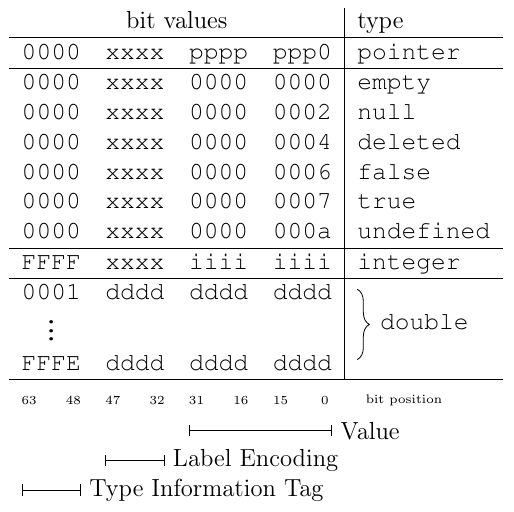 bit values type
0000 xxxx pppp ppp0 pointer
0000 xxxx 0000 0000 empty
0000 xxxx 0000 0002 null
0000 xxxx 0000 0004 deleted
0000 xxxx 0000 0006 false
0000 xxxx 0000 0007 true
0000 xxxx 0000 000a undefined
FFFF xxxx iiii iiii integer
0001 dddd dddd dddd
⋮ double
FFFE dddd dddd dddd
63 48 47 32 31 16 15 0 bit position
Value
Label Encoding
Type Information Tag